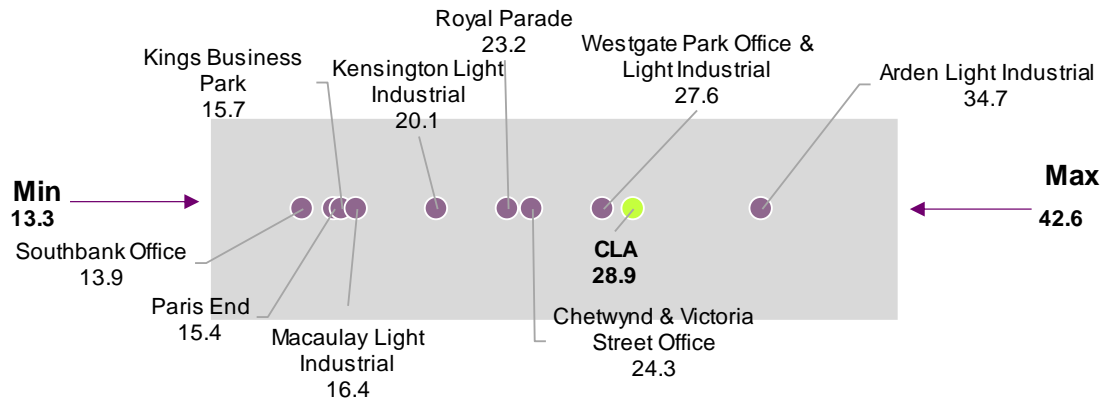 Royal Parade
23.2
Kings Business
Park
15.7
Kensington Light
Industrial
20.1
Westgate Park Office &
Light Industrial
27.6
Arden Light Industrial
34.7
Min
13.3
Max
42.6
Southbank Office
13.9
CLA
28.9
Paris End
15.4
Macaulay Light
Industrial
16.4
Chetwynd & Victoria
Street Office
24.3